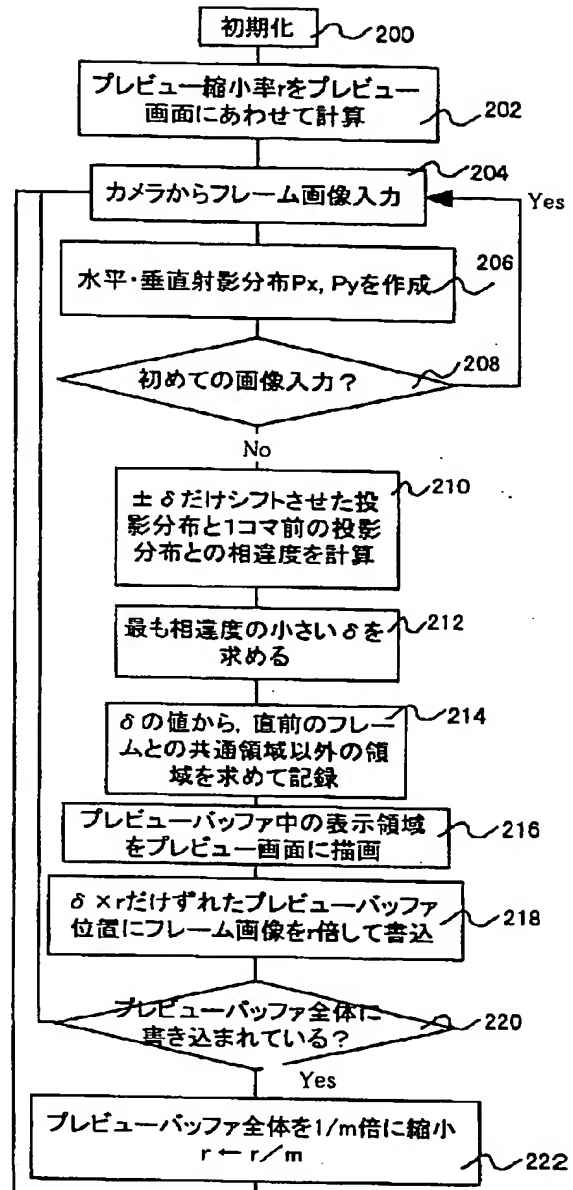 初期化
200
プレビュー縮小率rをプレビュー
画面にあわせて計算
202
204
カメラからフレーム画像入力
Yes
206
水平・垂直射影分布Px, Pyを作成
208
初めての画像入力？
No
210
±δだけシフトさせた投
影分布と1コマ前の投影
分布との相違度を計算
212
最も相違度の小さいδを
求める
214
δの値から，直前のフレー
ムとの共通領域以外の領
域を求めて記録
プレビューバッファ中の表示領域
をプレビュー画面に描画
216
δ×rだけずれたプレビューバッファ
位置にフレーム画像をr倍して書込
218
プレビューバッファ全体に
書き込まれている？
220
Yes
プレビューバッファ全体を1/m倍に縮小
r←r/m
222